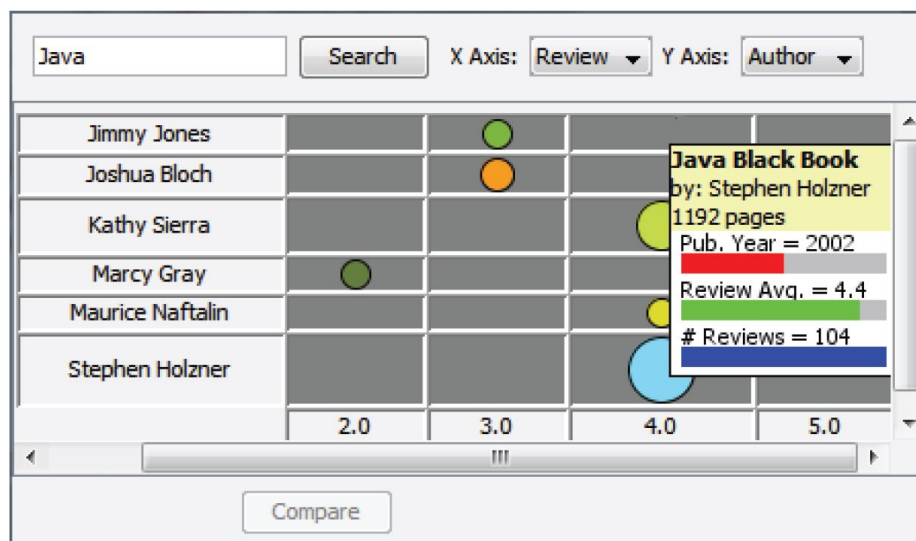 Java Search X Axis: Review Y Axis: Author
Jimmy Jones
Joshua Bloch
Kathy Sierra
Marcy Gray
Maurice Naftalin
Stephen Holzner
Java Black Book
by: Stephen Holzner
1192 pages
Pub. Year = 2002
Review Avg. = 4.4
# Reviews = 104
2.0 3.0 4.0 5.0
Compare